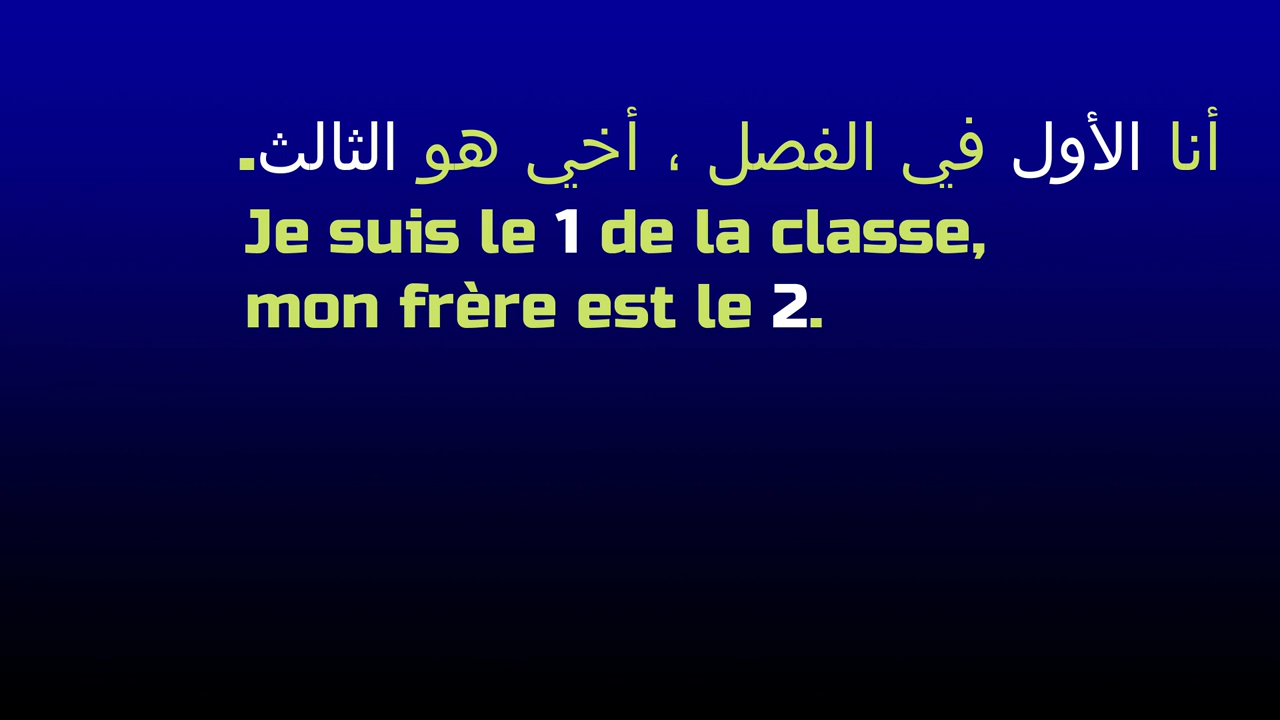 أنا الأول في الفصل ، أخي هو الثالث.
Je suis le 1 de la classe,
mon frère est le 2.